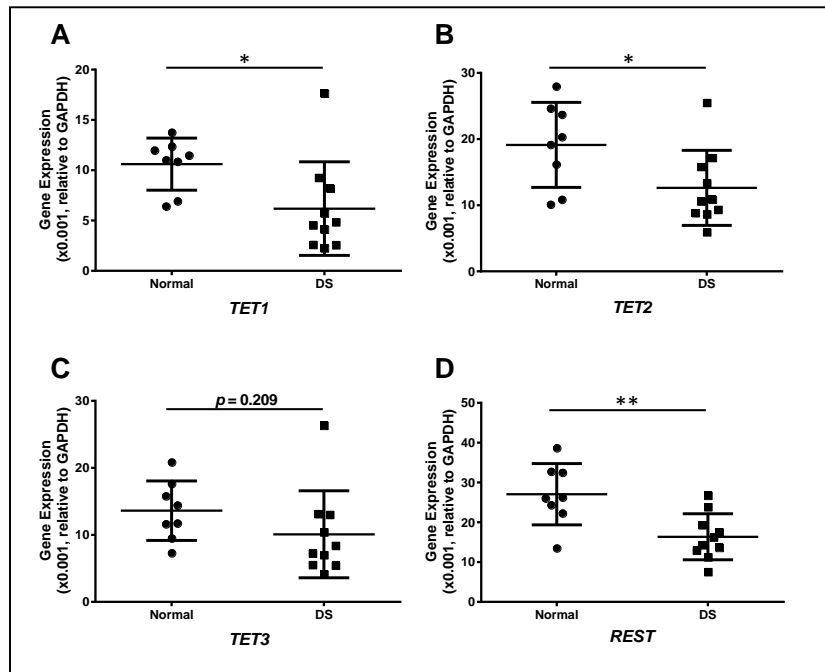 A
*
Gene Expression
(x0.001, relative to GAPDH)
20
15
10
5
0
Normal
DS
TET1
B
*
Gene Expression
(x0.001, relative to GAPDH)
30
20
10
0
Normal
DS
TET2
C
p = 0.209
Gene Expression
(x0.001, relative to GAPDH)
30
20
10
0
Normal
DS
TET3
D
**
Gene Expression
(x0.001, relative to GAPDH)
50
40
30
20
10
0
Normal
DS
REST